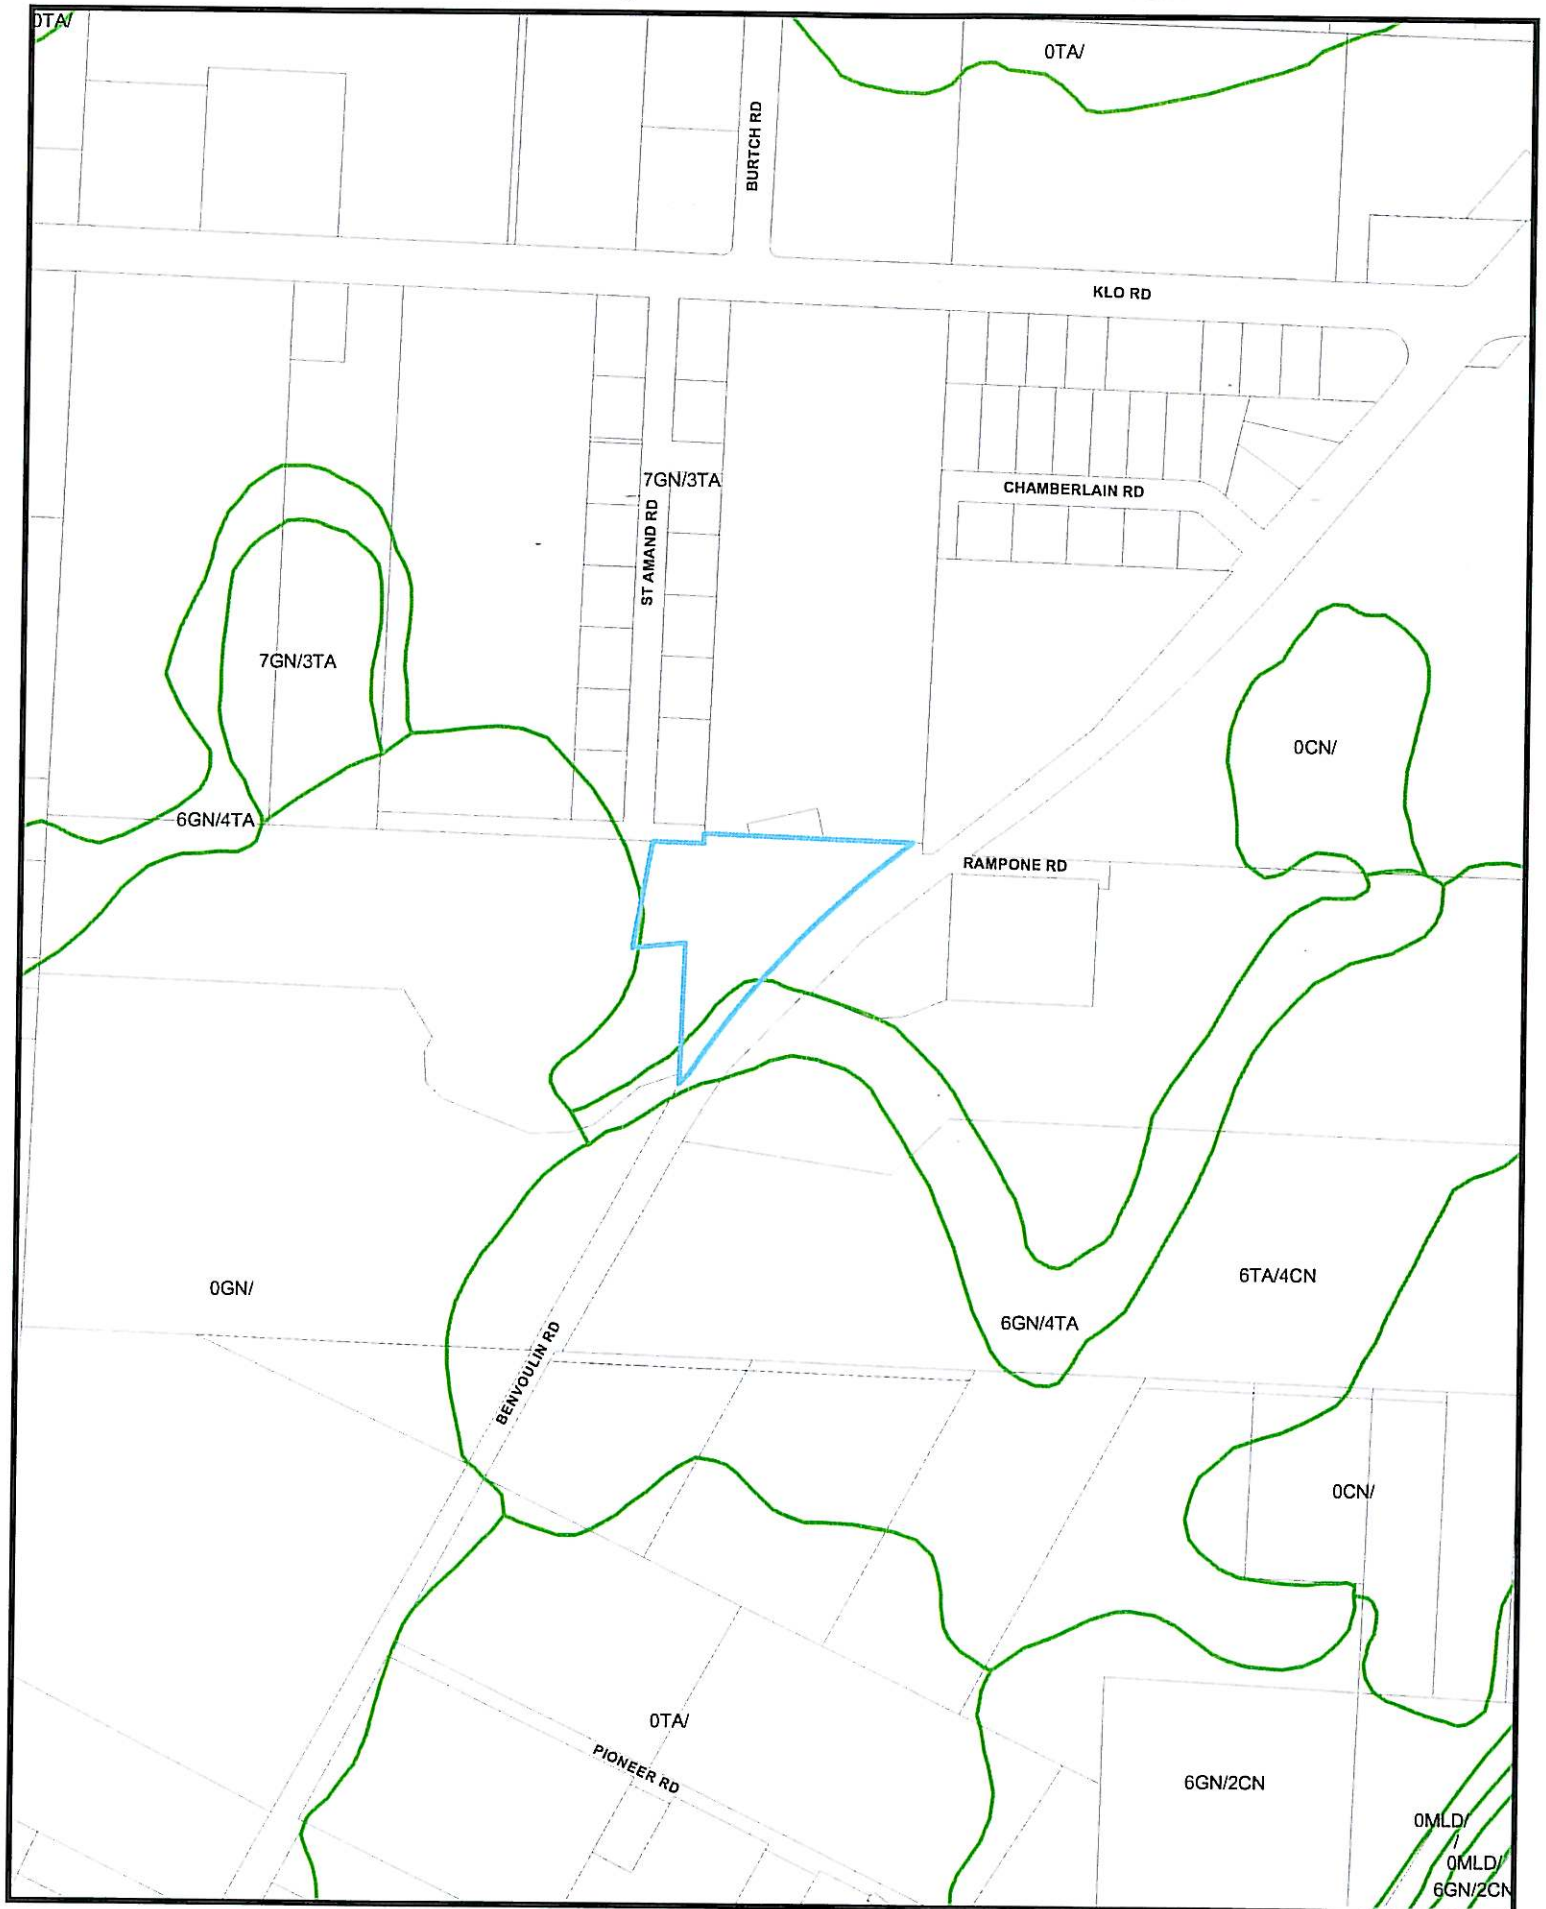 0TA/
0TA/
BURTCH RD
KLO RD
7GN/3TA
CHAMBERLAIN RD
ST AMAND RD
7GN/3TA
0CN/
6GN/4TA
RAMPONE RD
6TA/4CN
0GN/
6GN/4TA
BENVOULIN RD
0CN/
0TA/
PIONEER RD
6GN/2CN
0MLD/
/
0MLD/
6GN/2CN